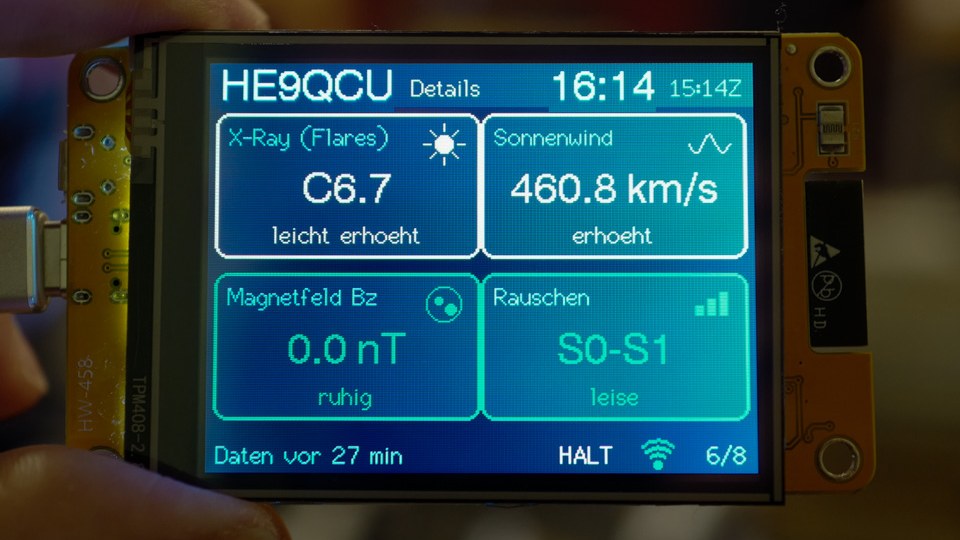 HE9QCU Details 16:14 15:14Z
X-Ray (Flares)
C6.7
leicht erhoeht
Sonnenwind
460.8 km/s
erhoeht
Magnetfeld Bz
0.0 nT
ruhig
Rauschen
S0-S1
leise
Daten vor 27 min HALT 6/8
HW-458
TPM408-2
Pb
HD